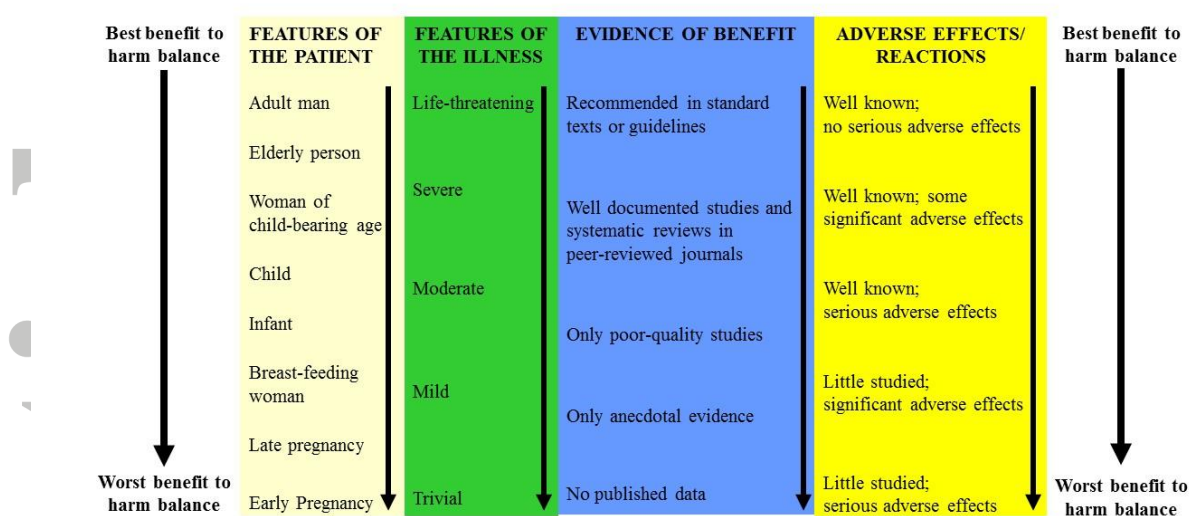 Best benefit to
harm balance
Worst benefit to
harm balance
FEATURES OF
THE PATIENT
Adult man
Elderly person
Woman of
child-bearing age
Child
Infant
Breast-feeding
woman
Late pregnancy
Early Pregnancy
FEATURES OF
THE ILLNESS
Life-threatening
Severe
Moderate
Mild
Trivial
EVIDENCE OF BENEFIT
Recommended in standard
texts or guidelines
Well documented studies and
systematic reviews in
peer-reviewed journals
Only poor-quality studies
Only anecdotal evidence
No published data
ADVERSE EFFECTS/
REACTIONS
Well known;
no serious adverse effects
Well known; some
significant adverse effects
Well known;
serious adverse effects
Little studied;
significant adverse effects
Little studied;
serious adverse effects
Best benefit to
harm balance
Worst benefit to
harm balance